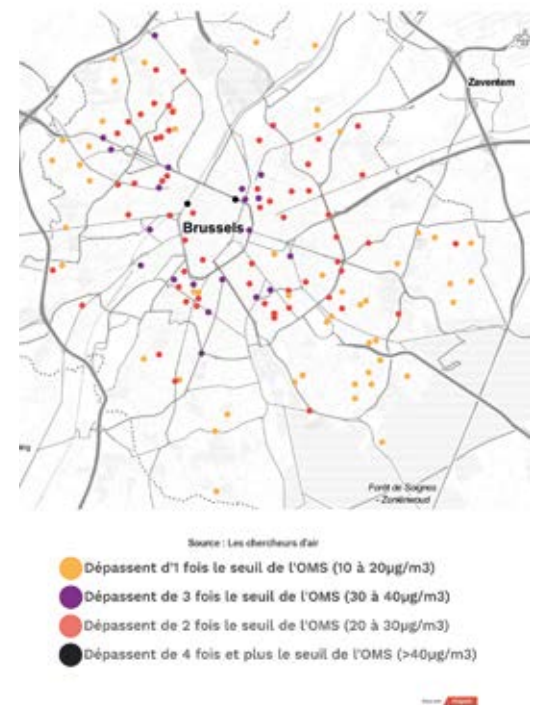 Zaventem
Brussels
Forêt de Soignes
- Zoniënwoud
Source : Les chercheurs d'air
Dépassent d'1 fois le seuil de l'OMS (10 à 20µg/m3)
Dépassent de 3 fois le seuil de l'OMS (30 à 40µg/m3)
Dépassent de 2 fois le seuil de l'OMS (20 à 30µg/m3)
Dépassent de 4 fois et plus le seuil de l'OMS (>40µg/m3)